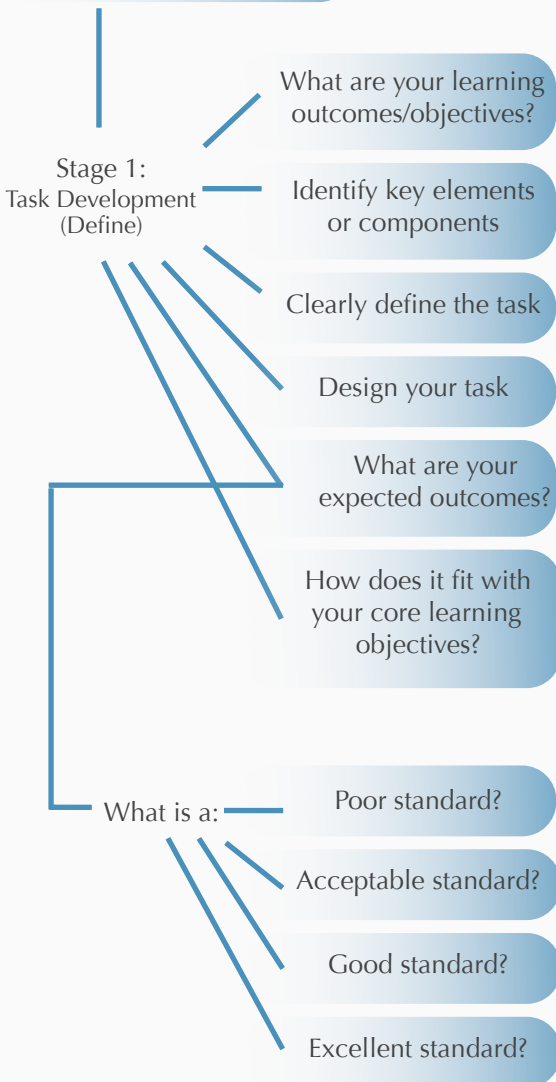 Stage 1:
Task Development
(Define)
What are your learning
outcomes/objectives?
Identify key elements
or components
Clearly define the task
Design your task
What are your
expected outcomes?
How does it fit with
your core learning
objectives?
What is a:
Poor standard?
Acceptable standard?
Good standard?
Excellent standard?